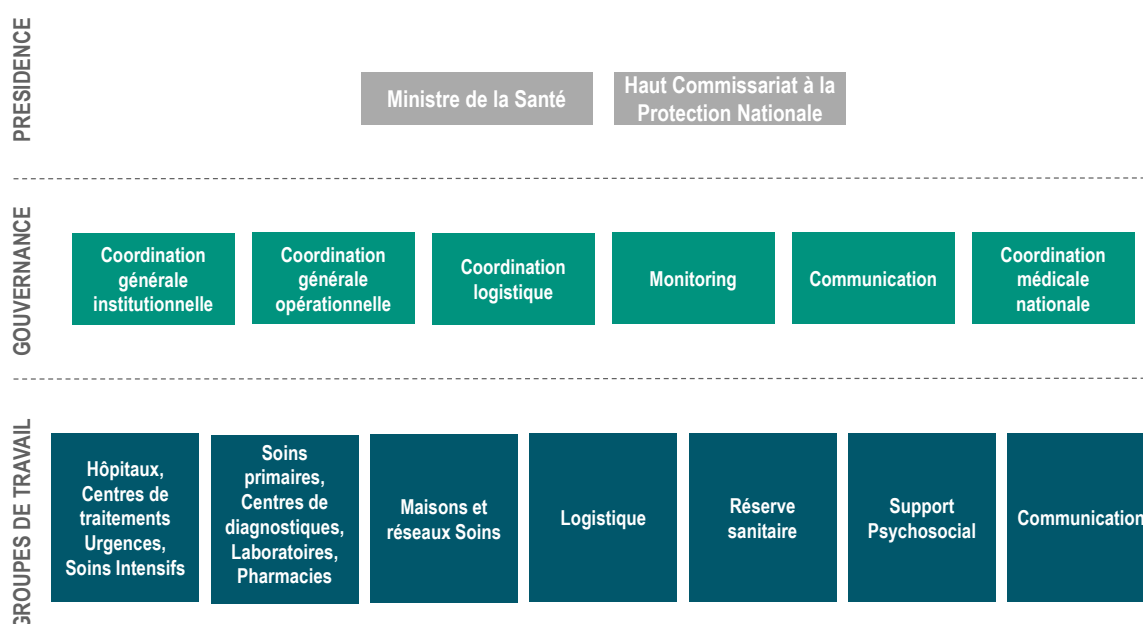 PRESIDENCE
Ministre de la Santé
Haut Commissariat à la
Protection Nationale
GOUVERNANCE
Coordination
générale
institutionnelle
Coordination
générale
opérationnelle
Coordination
logistique
Monitoring
Communication
Coordination
médicale
nationale
GROUPES DE TRAVAIL
Hôpitaux,
Centres de
traitements
Urgences,
Soins Intensifs
Soins
primaires,
Centres de
diagnostiques,
Laboratoires,
Pharmacies
Maisons et
réseaux Soins
Logistique
Réserve
sanitaire
Support
Psychosocial
Communication